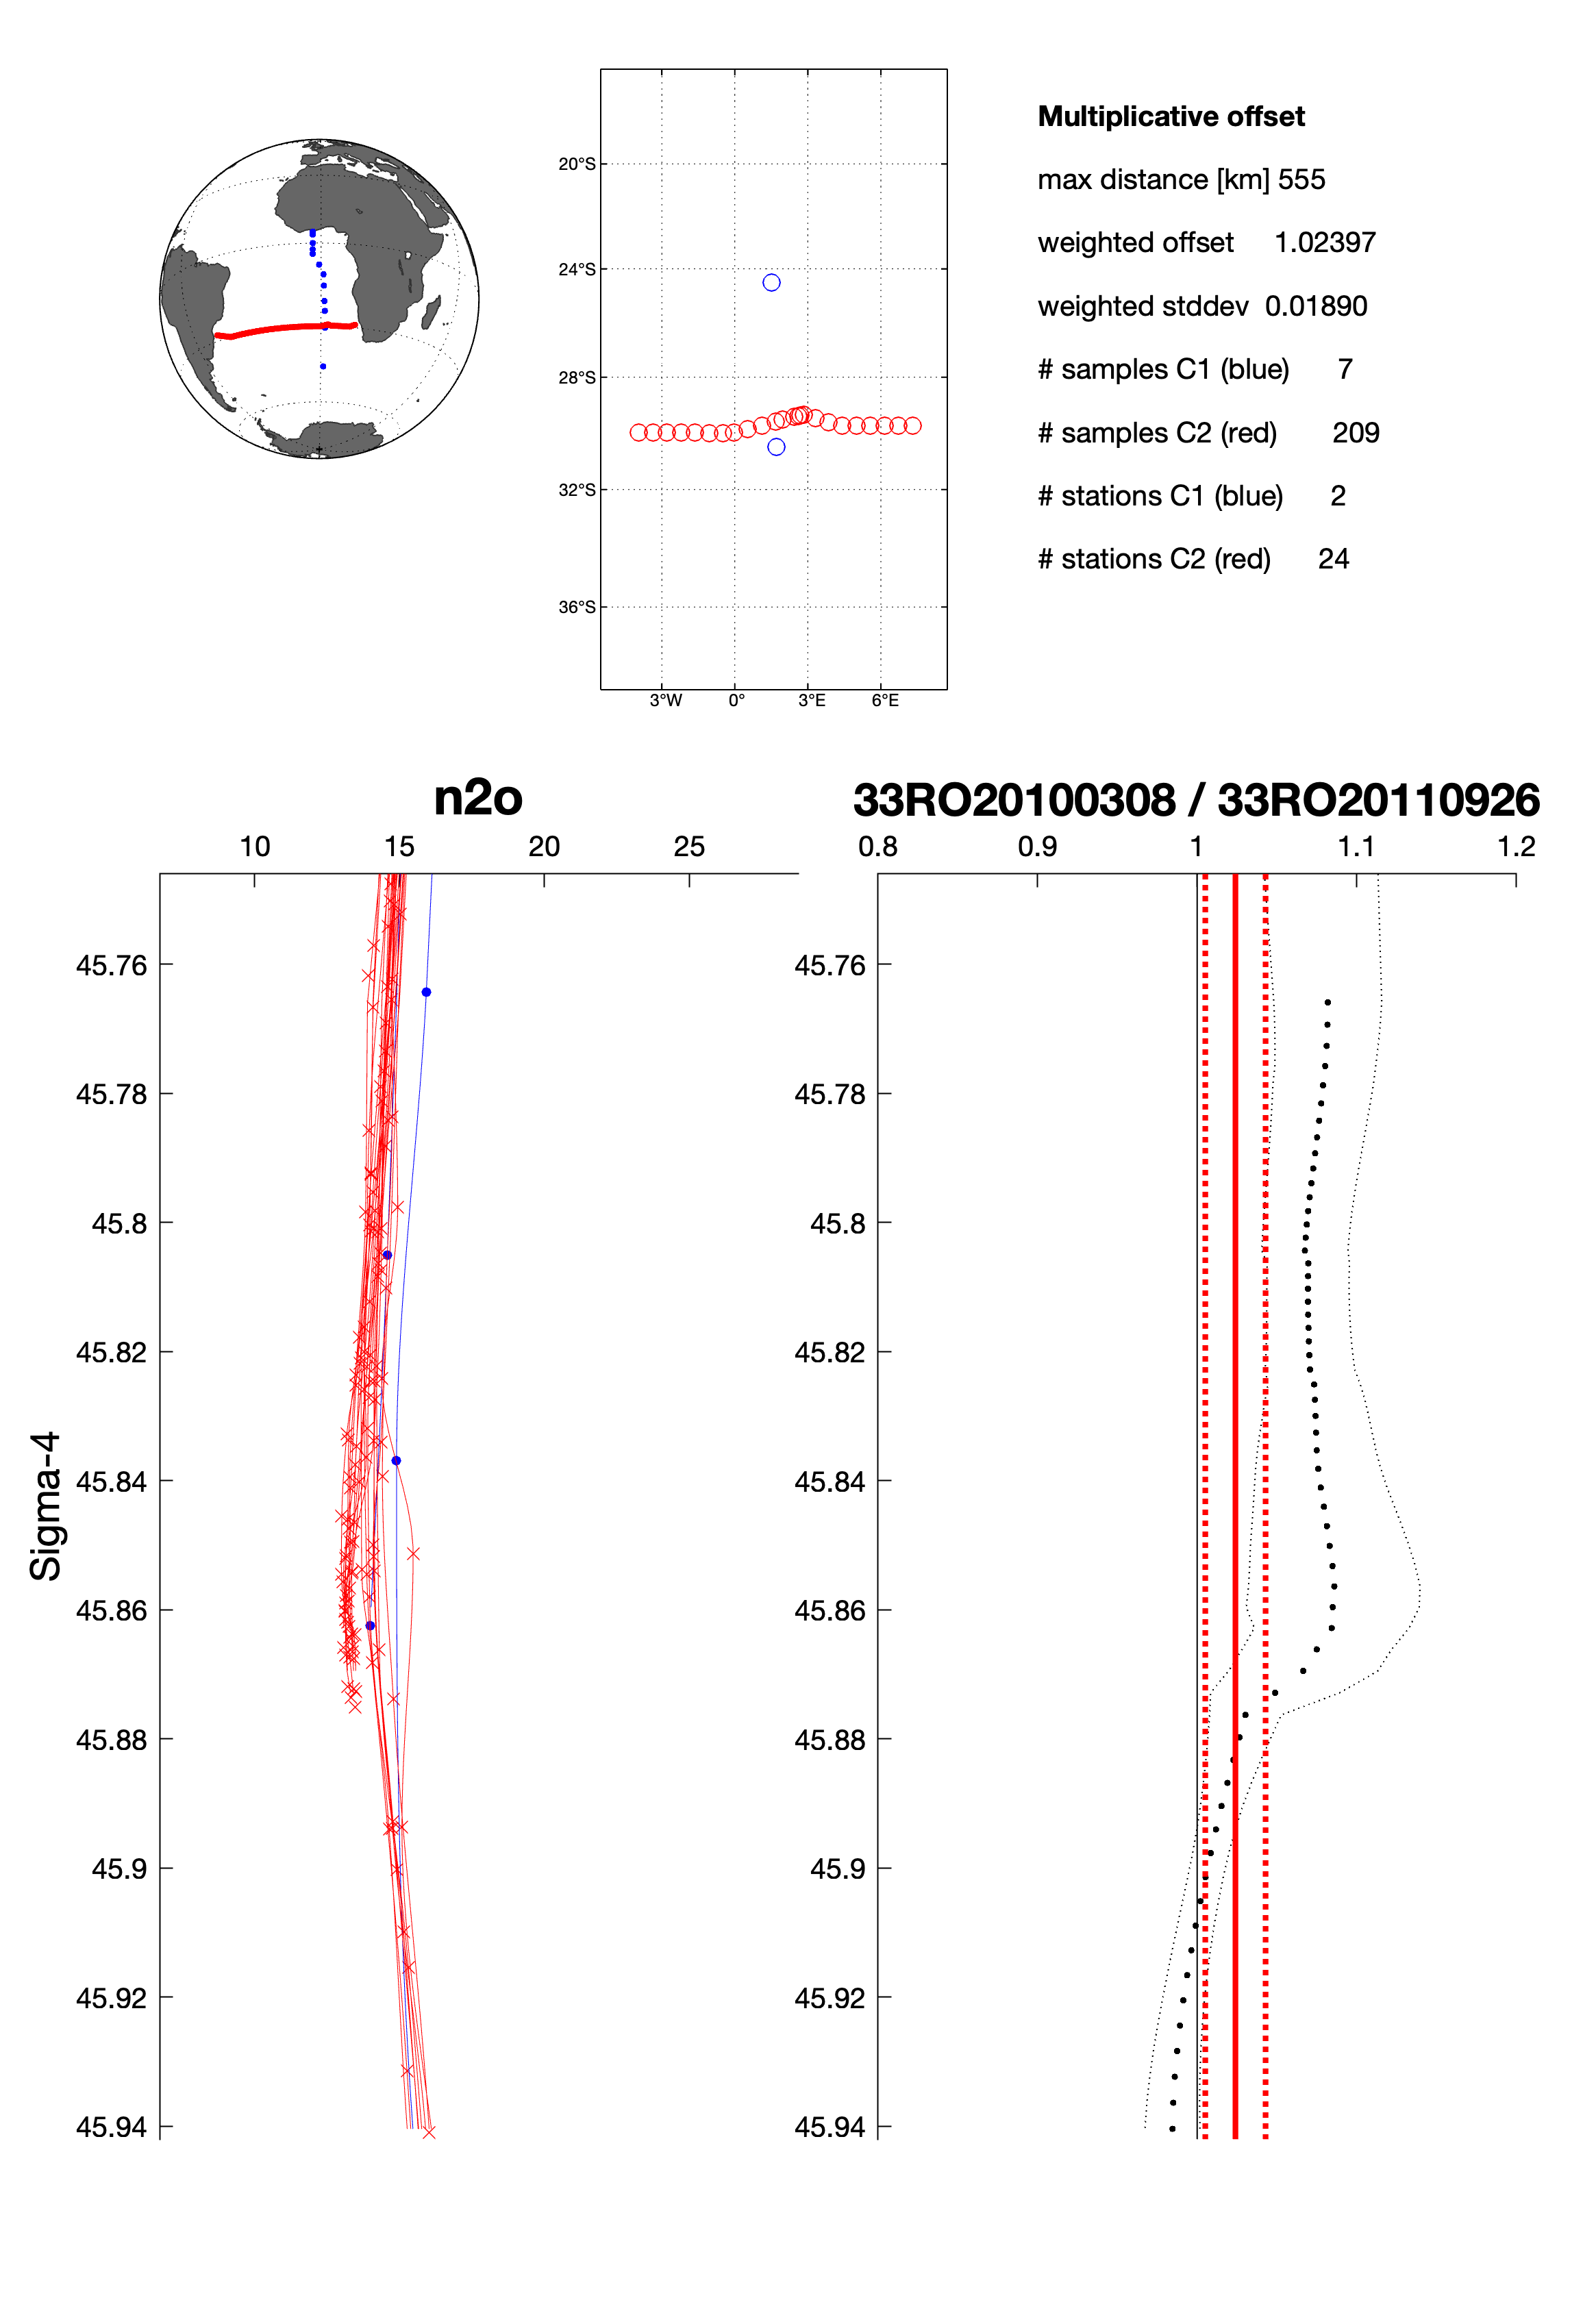 Multiplicative offset
max distance [km] 555
weighted offset 1.02397
weighted stddev 0.01890
# samples C1 (blue) 7
# samples C2 (red) 209
# stations C1 (blue) 2
# stations C2 (red) 24
20°S
24°S
28°S
32°S
36°S
3°W 0° 3°E 6°E
n2o
10 15 20 25
45.76
45.78
45.8
45.82
45.84
45.86
45.88
45.9
45.92
45.94
Sigma-4
33RO20100308 / 33RO20110926
0.8 0.9 1 1.1 1.2
45.76
45.78
45.8
45.82
45.84
45.86
45.88
45.9
45.92
45.94